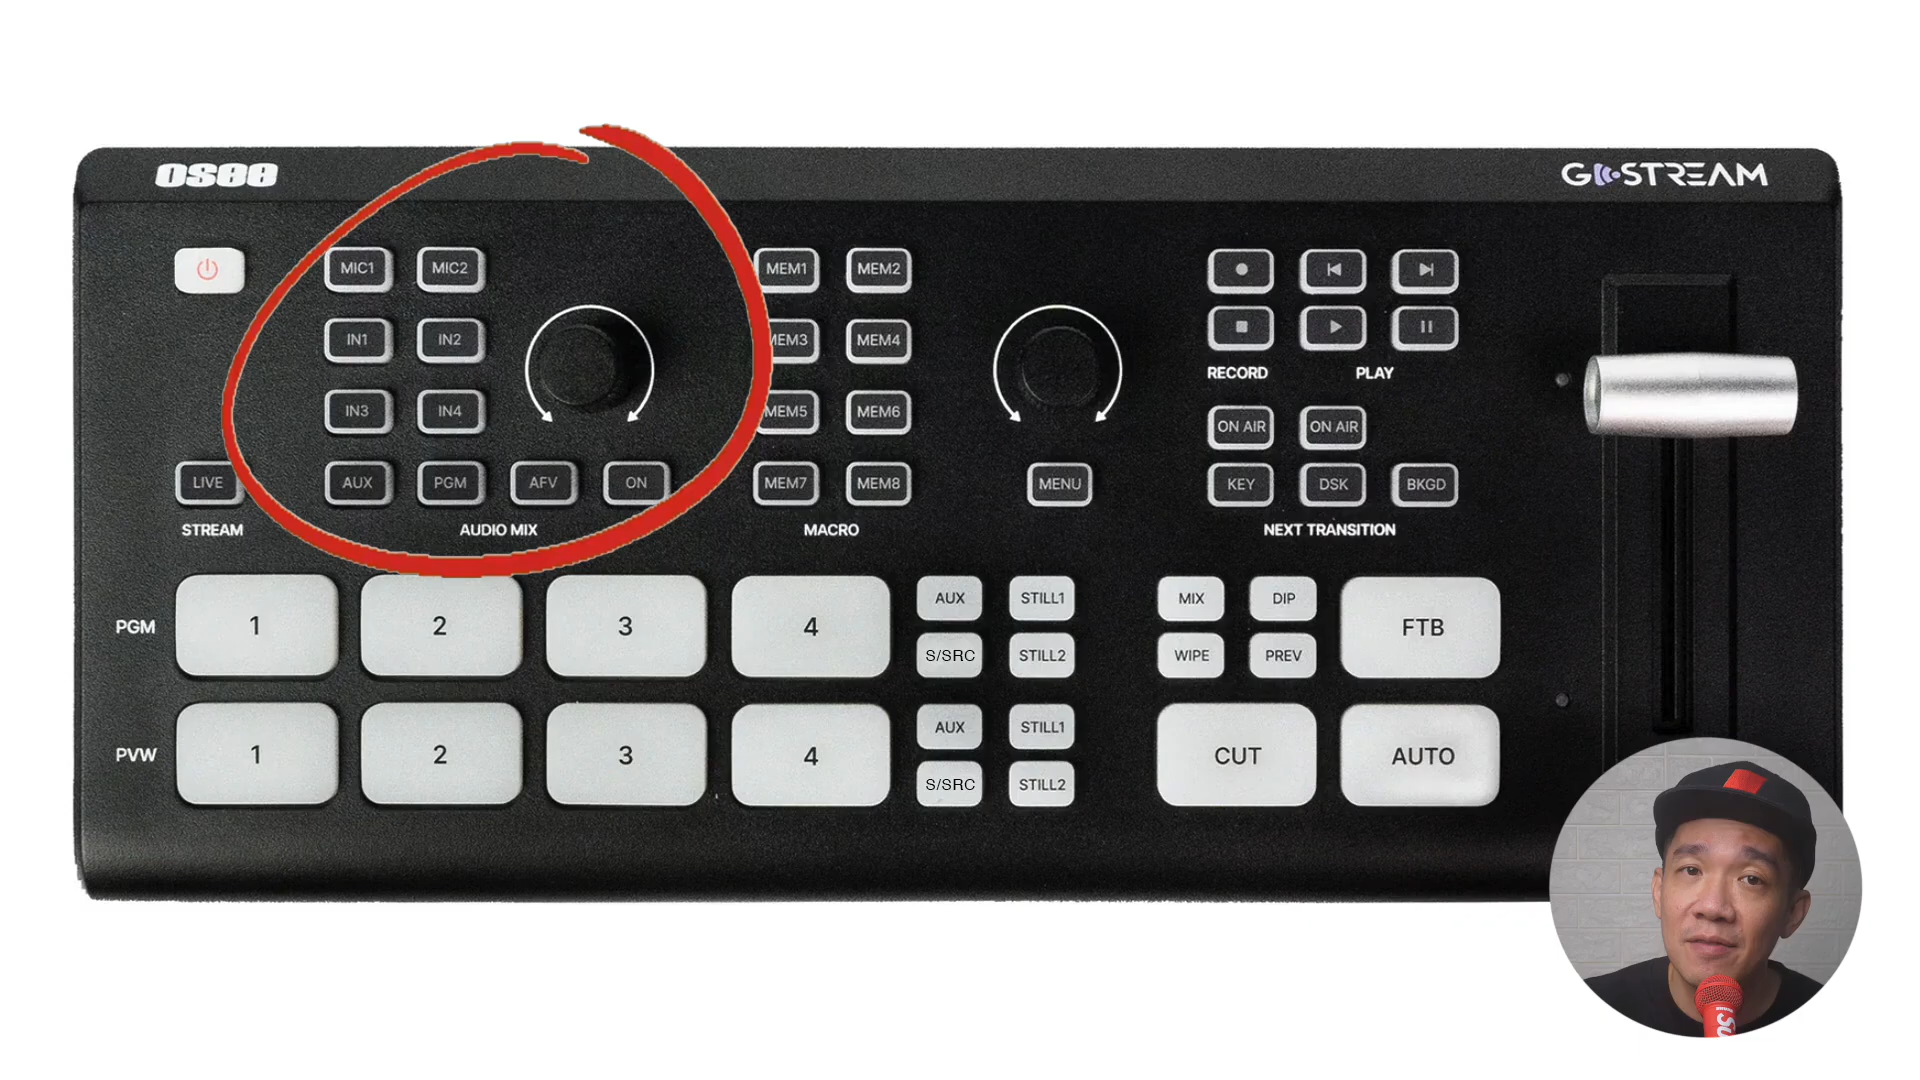 OSEE
GOSTREAM
MIC1 MIC2 MEM1 MEM2
IN1 IN2 MEM3 MEM4
RECORD PLAY
IN3 IN4 MEM5 MEM6 ON AIR ON AIR
LIVE AUX PGM AFV ON MEM7 MEM8 MENU KEY DSK BKGD
STREAM AUDIO MIX MACRO NEXT TRANSITION
PGM 1 2 3 4 AUX STILL1 MIX DIP FTB
S/SRC STILL2 WIPE PREV
PVW 1 2 3 4 AUX STILL1 CUT AUTO
S/SRC STILL2